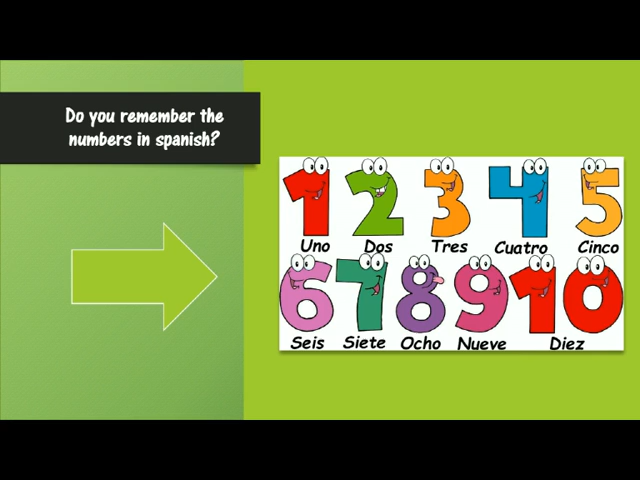 Do you remember the
numbers in spanish?
1 2 3 4 5
Uno Dos Tres Cuatro Cinco
6 7 8 9 10
Seis Siete Ocho Nueve Diez